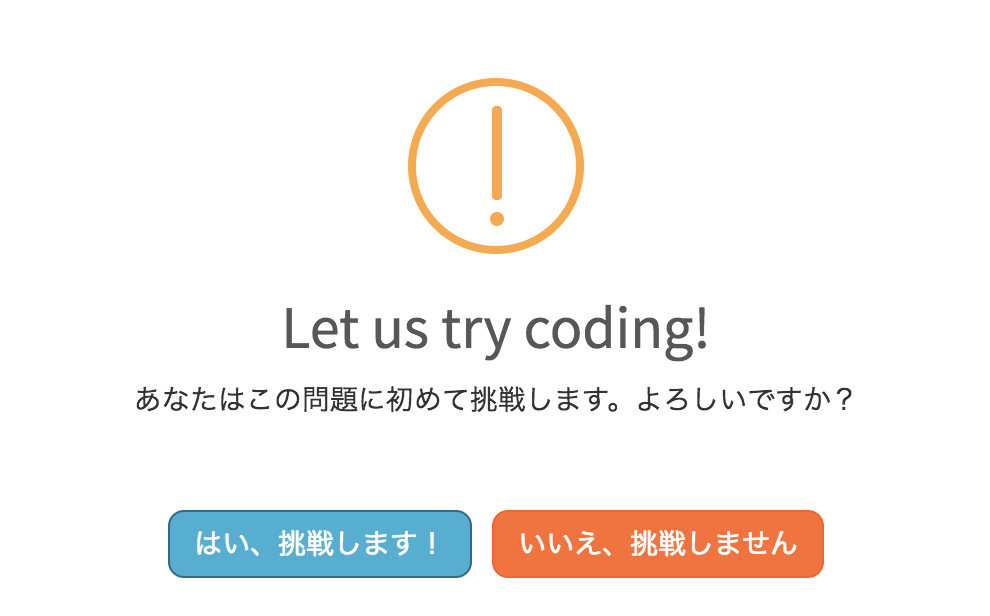 Let us try coding!
あなたはこの問題に初めて挑戦します。よろしいですか？
はい、挑戦します！
いいえ、挑戦しません